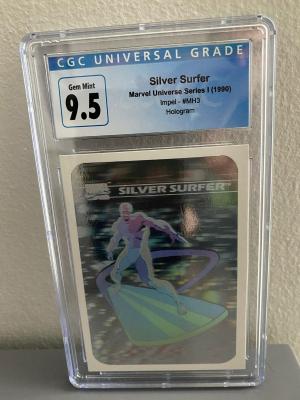 CGC UNIVERSAL GRADE
Gem Mint
9.5
Silver Surfer
Marvel Universe Series I (1990)
Impel - #MH3
Hologram
SILVER SURFER